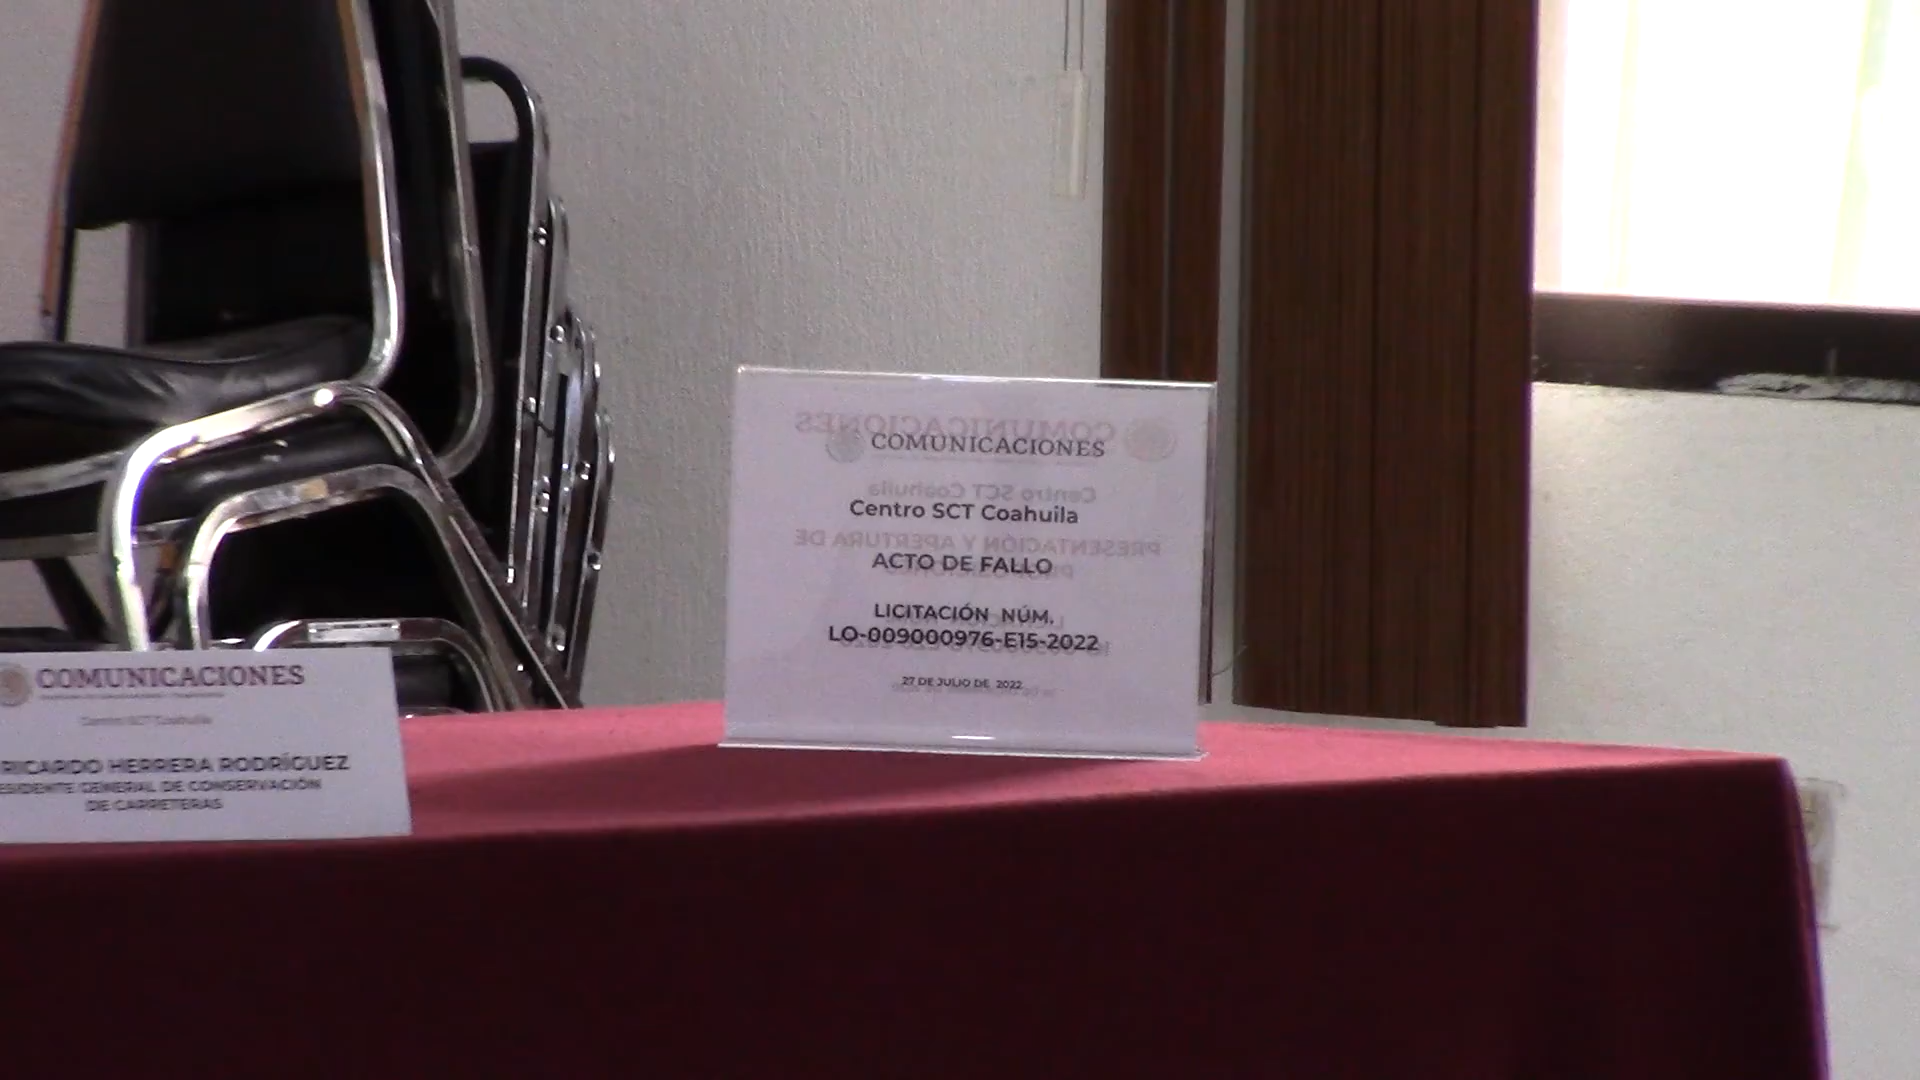 COMUNICACIONES
Centro SCT Coahuila
ACTO DE FALLO
LICITACIÓN NÚM.
LO-009000976-E15-2022
27 DE JULIO DE 2022
COMUNICACIONES
Centro SCT Coahuila
RICARDO HERRERA RODRÍGUEZ
ESIDENTE GENERAL DE CONSERVACIÓN
DE CARRETERAS